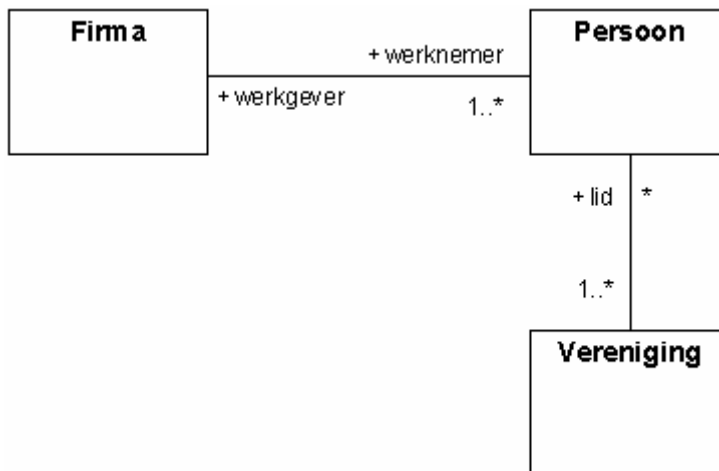 Firma
Persoon
+ werknemer
+ werkgever
1..*
+ lid
*
1..*
Vereniging